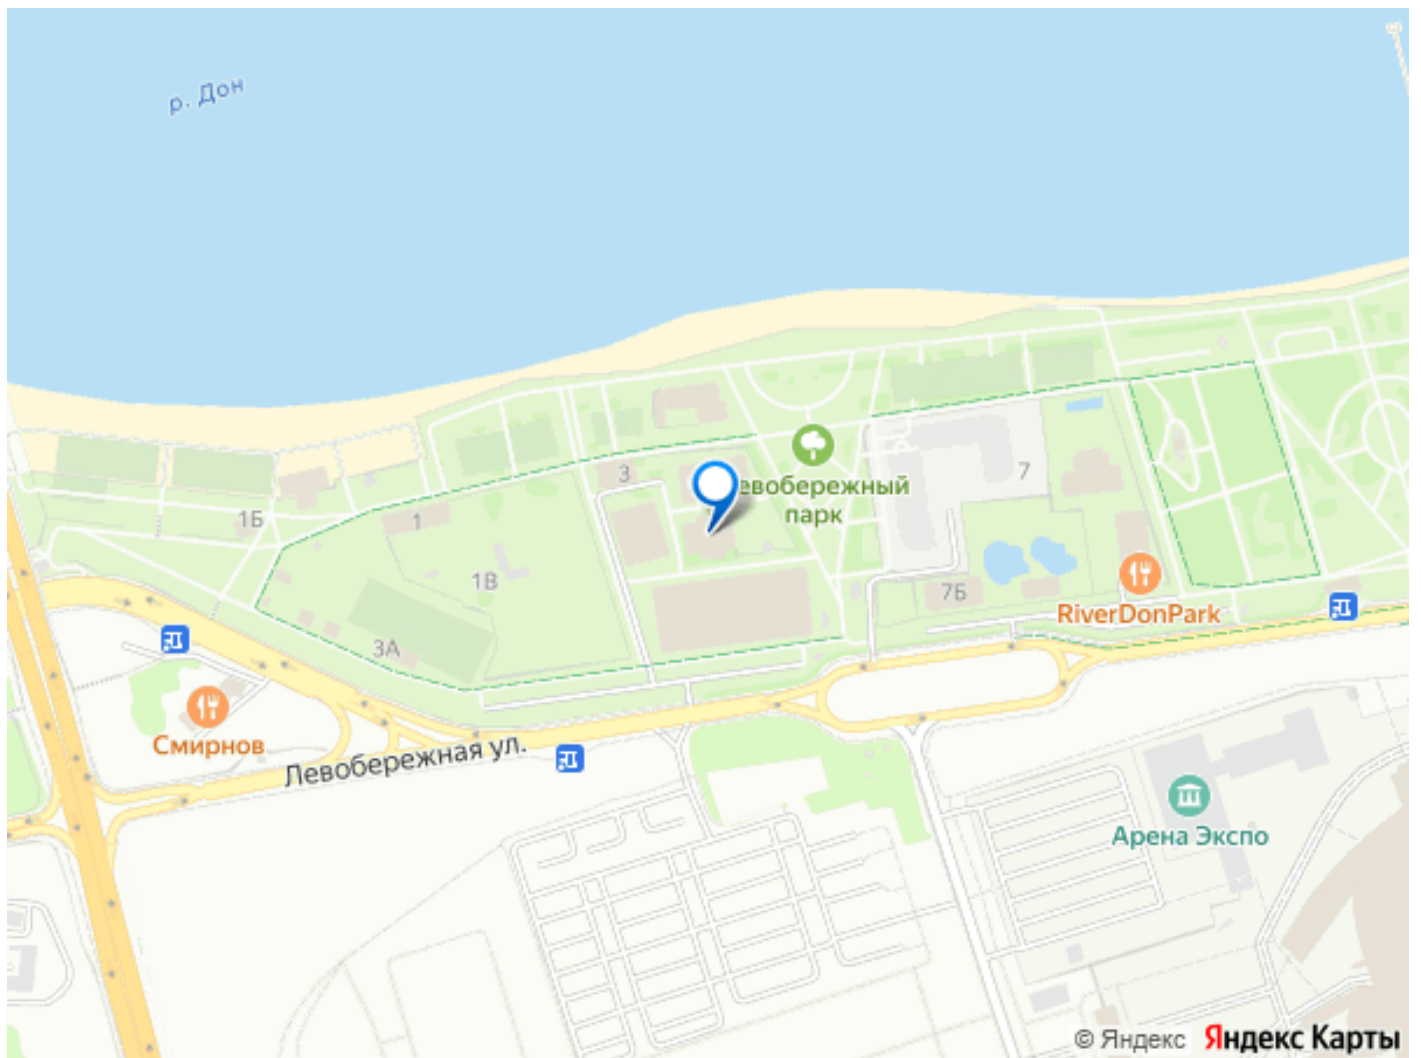 р. Дон
3
7
евобережный
парк
1Б
1
1В
7Б
RiverDonPark
3А
Смирнов
Левобережная ул.
Арена Экспо
© Яндекс Яндекс Карты